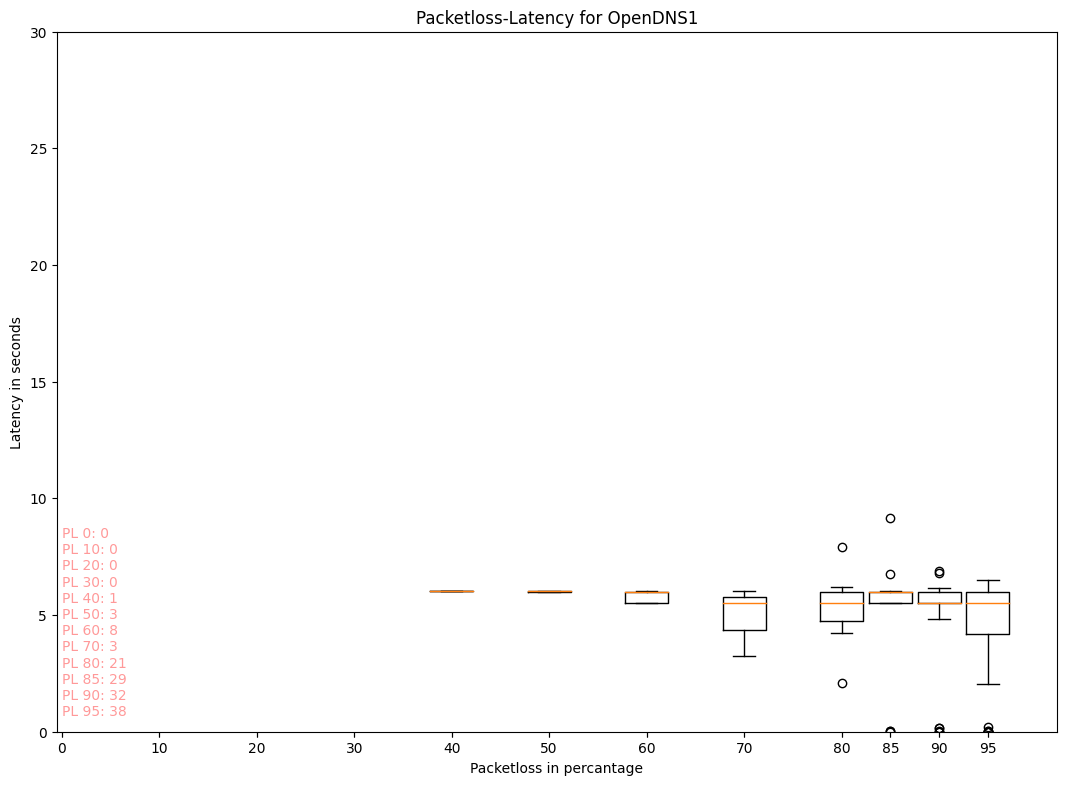 Packetloss-Latency for OpenDNS1
30
25
20
15
10
5
0
Latency in seconds
PL 0: 0
PL 10: 0
PL 20: 0
PL 30: 0
PL 40: 1
PL 50: 3
PL 60: 8
PL 70: 3
PL 80: 21
PL 85: 29
PL 90: 32
PL 95: 38
0 10 20 30 40 50 60 70 80 85 90 95
Packetloss in percantage